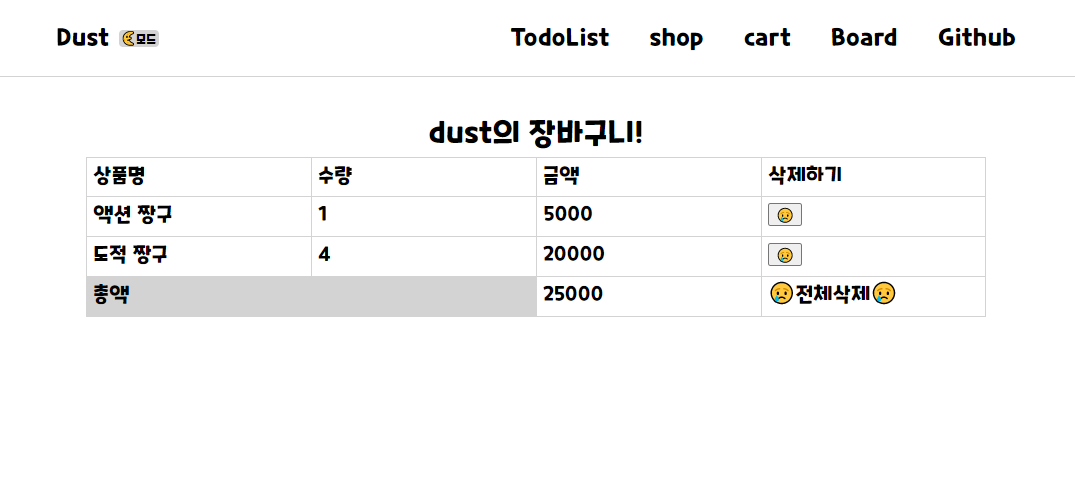 Dust 🌜모드 TodoList shop cart Board Github
dust의 장바구니!
상품명 수량 금액 삭제하기
액션 짱구 1 5000 😢
도적 짱구 4 20000 😢
총액 25000 😢전체삭제😢